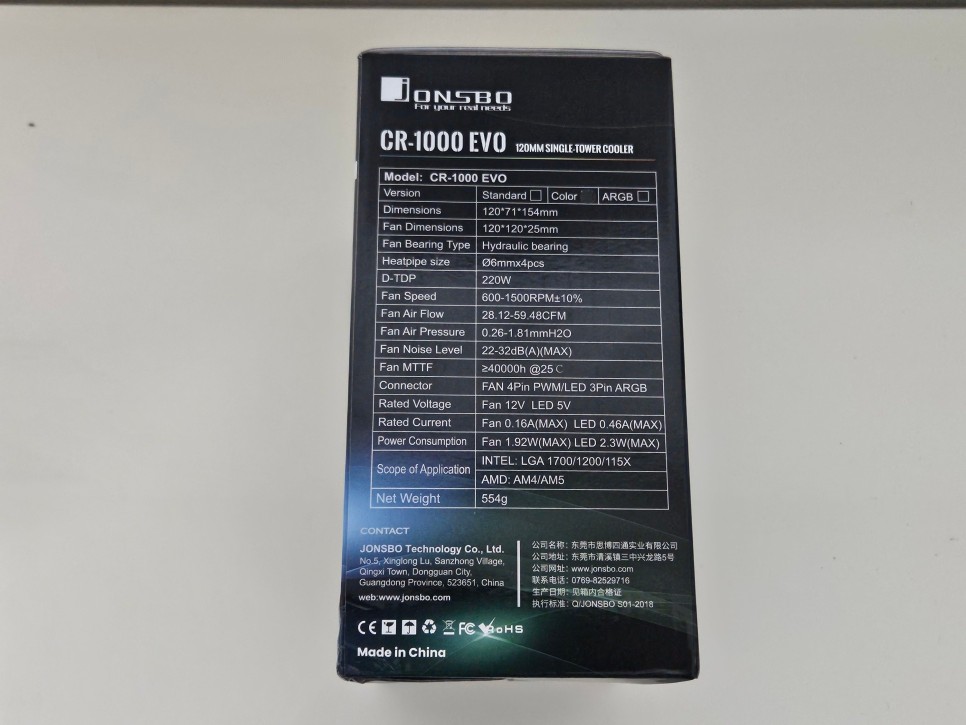 JONSBO
For your real needs
CR-1000 EVO 120MM SINGLE-TOWER COOLER
Model: CR-1000 EVO
Version Standard Color ARGB
Dimensions 120*71*154mm
Fan Dimensions 120*120*25mm
Fan Bearing Type Hydraulic bearing
Heatpipe size Ø6mmx4pcs
D-TDP 220W
Fan Speed 600-1500RPM±10%
Fan Air Flow 28.12-59.48CFM
Fan Air Pressure 0.26-1.81mmH2O
Fan Noise Level 22-32dB(A)(MAX)
Fan MTTF ≥40000h @25℃
Connector FAN 4Pin PWM/LED 3Pin ARGB
Rated Voltage Fan 12V LED 5V
Rated Current Fan 0.16A(MAX) LED 0.46A(MAX)
Power Consumption Fan 1.92W(MAX) LED 2.3W(MAX)
Scope of Application INTEL: LGA 1700/1200/115X
AMD: AM4/AM5
Net Weight 554g
CONTACT
JONSBO Technology Co., Ltd.
No.5, Xinglong Lu, Sanzhong Village,
Qingxi Town, Dongguan City,
Guangdong Province, 523651, China
web:www.jonsbo.com
公司名称：东莞市思博四通实业有限公司
公司地址：东莞市清溪镇三中兴龙路5号
公司网址：www.jonsbo.com
联系电话：0769-82529716
生产日期：见箱内合格证
执行标准：Q/JONSBO S01-2018
CE FC RoHS
Made in China